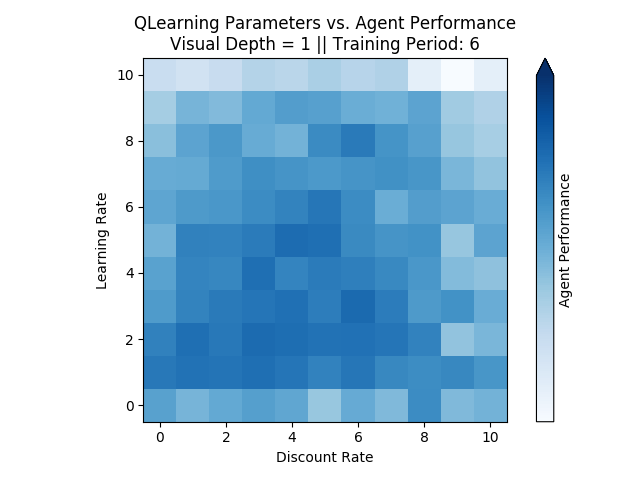 QLearning Parameters vs. Agent Performance
Visual Depth = 1 || Training Period: 6
10
8
6
4
2
0
Learning Rate
0 2 4 6 8 10
Discount Rate
Agent Performance